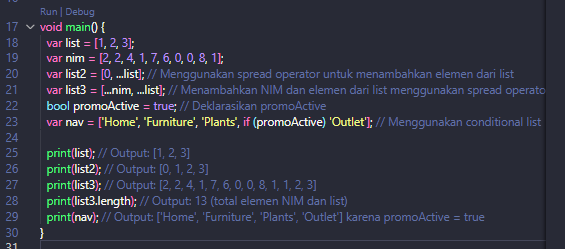 Run | Debug
17 void main() {
18 var list = [1, 2, 3];
19 var nim = [2, 2, 4, 1, 7, 6, 0, 0, 8, 1];
20 var list2 = [0, ...list]; // Menggunakan spread operator untuk menambahkan elemen dari list
21 var list3 = [...nim, ...list]; // Menambahkan NIM dan elemen dari list menggunakan spread operato
22 bool promoActive = true; // Deklarasikan promoActive
23 var nav = ['Home', 'Furniture', 'Plants', if (promoActive) 'Outlet']; // Menggunakan conditional list
24
25 print(list); // Output: [1, 2, 3]
26 print(list2); // Output: [0, 1, 2, 3]
27 print(list3); // Output: [2, 2, 4, 1, 7, 6, 0, 0, 8, 1, 1, 2, 3]
28 print(list3.length); // Output: 13 (total elemen NIM dan list)
29 print(nav); // Output: ['Home', 'Furniture', 'Plants', 'Outlet'] karena promoActive = true
30 }